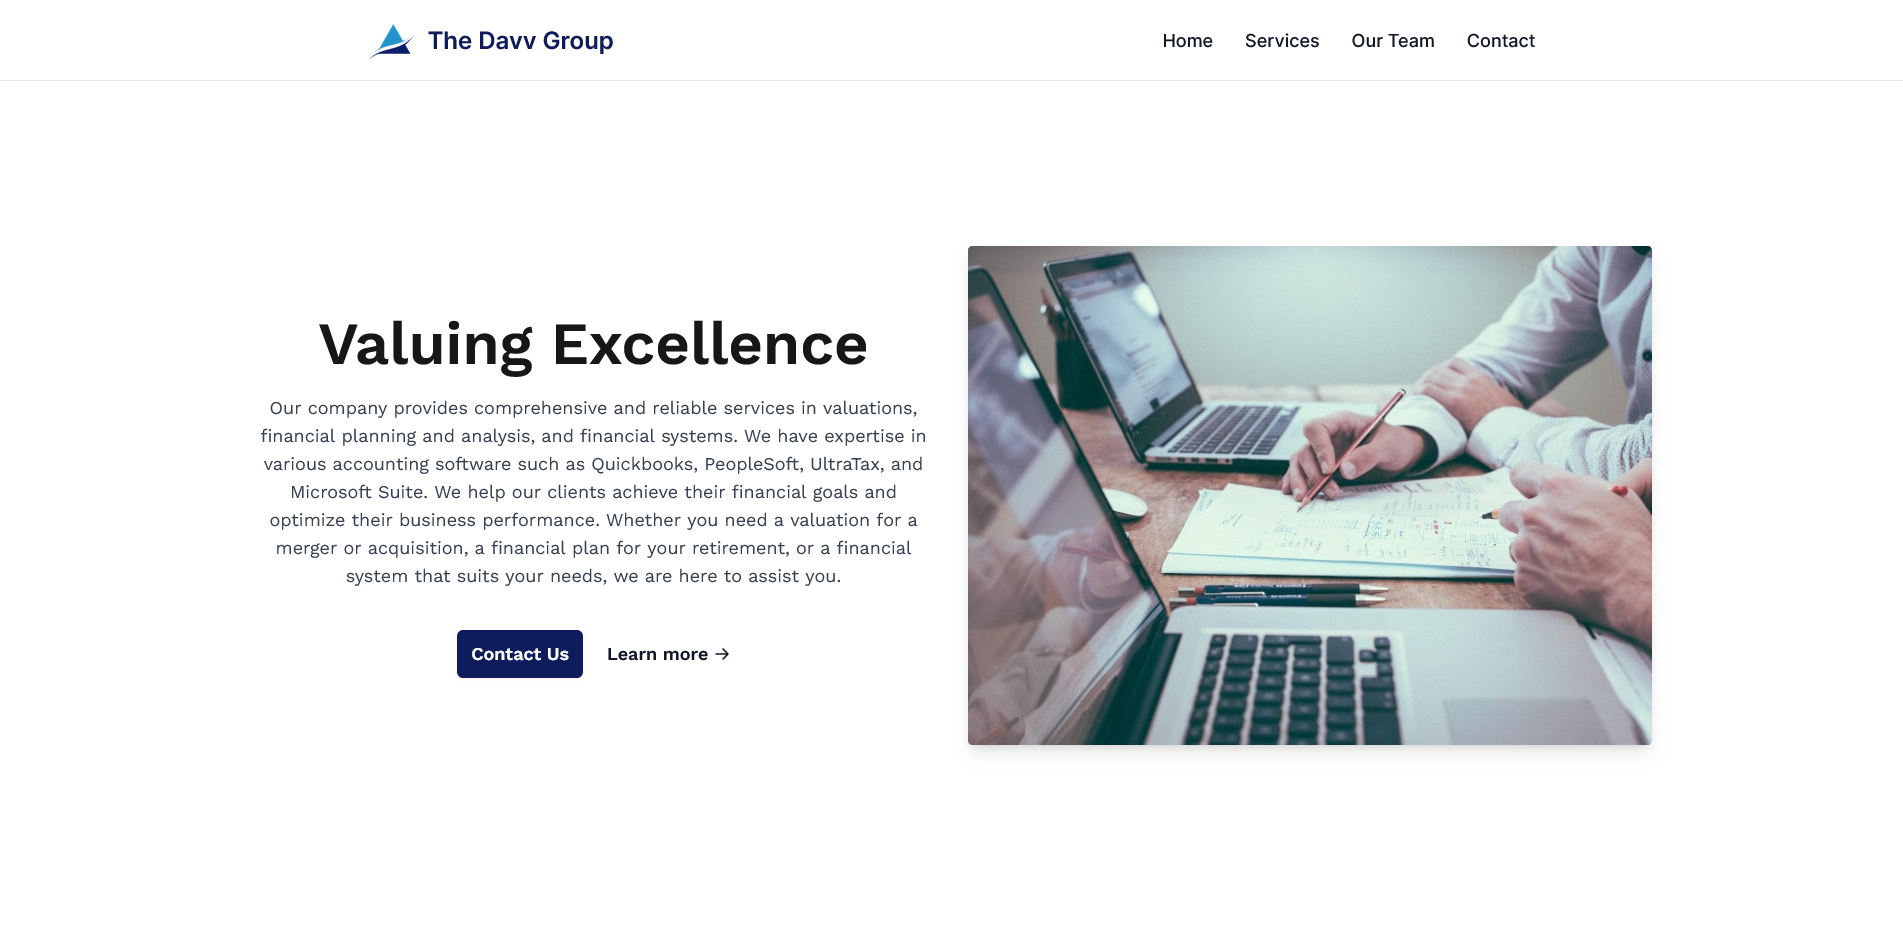 The Davv Group
Home Services Our Team Contact
Valuing Excellence
Our company provides comprehensive and reliable services in valuations,
financial planning and analysis, and financial systems. We have expertise in
various accounting software such as Quickbooks, PeopleSoft, UltraTax, and
Microsoft Suite. We help our clients achieve their financial goals and
optimize their business performance. Whether you need a valuation for a
merger or acquisition, a financial plan for your retirement, or a financial
system that suits your needs, we are here to assist you.
Contact Us
Learn more →